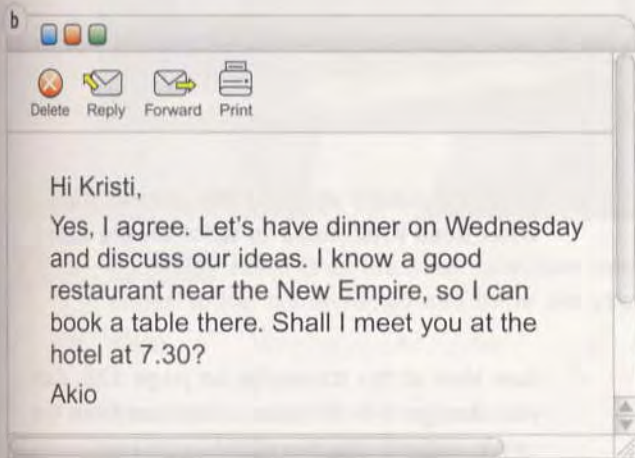 b
Delete Reply Forward Print
Hi Kristi,
Yes, I agree. Let's have dinner on Wednesday
and discuss our ideas. I know a good
restaurant near the New Empire, so I can
book a table there. Shall I meet you at the
hotel at 7.30?
Akio